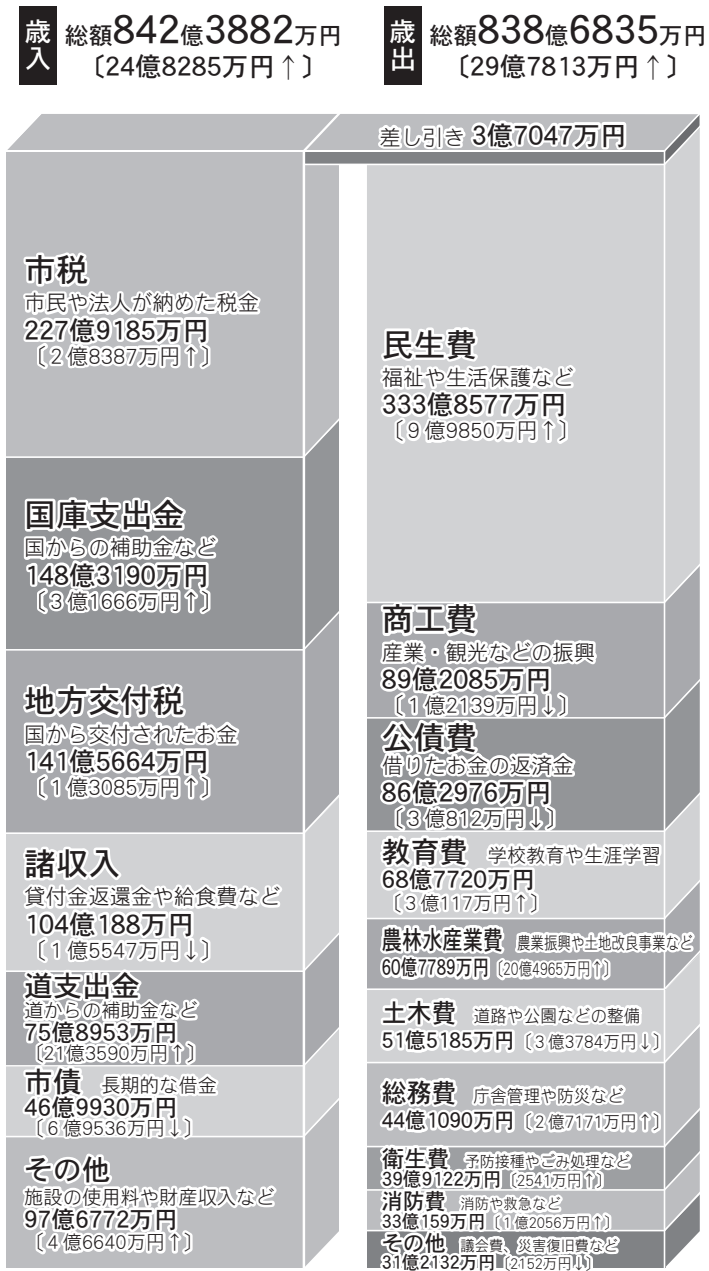 歳入
総額842億3882万円
〔24億8285万円↑〕
歳出
総額838億6835万円
〔29億7813万円↑〕
差し引き 3億7047万円
市税
市民や法人が納めた税金
227億9185万円
〔2億8387万円↑〕
国庫支出金
国からの補助金など
148億3190万円
〔3億1666万円↑〕
地方交付税
国から交付されたお金
141億5664万円
〔1億3085万円↑〕
諸収入
貸付金返還金や給食費など
104億188万円
〔1億5547万円↓〕
道支出金
道からの補助金など
75億8953万円
〔21億3590万円↑〕
市債 長期的な借金
46億9930万円
〔6億9536万円↓〕
その他
施設の使用料や財産収入など
97億6772万円
〔4億6640万円↑〕
民生費
福祉や生活保護など
333億8577万円
〔9億9850万円↑〕
商工費
産業・観光などの振興
89億2085万円
〔1億2139万円↓〕
公債費
借りたお金の返済金
86億2976万円
〔3億812万円↓〕
教育費 学校教育や生涯学習
68億7720万円
〔3億117万円↑〕
農林水産業費 農業振興や土地改良事業など
60億7789万円〔20億4965万円↑〕
土木費 道路や公園などの整備
51億5185万円〔3億3784万円↓〕
総務費 庁舎管理や防災など
44億1090万円〔2億7171万円↑〕
衛生費 予防接種やごみ処理など
39億9122万円〔2541万円↑〕
消防費 消防や救急など
33億159万円〔1億2056万円↑〕
その他 議会費、災害復旧費など
31億2132万円〔2152万円↓〕